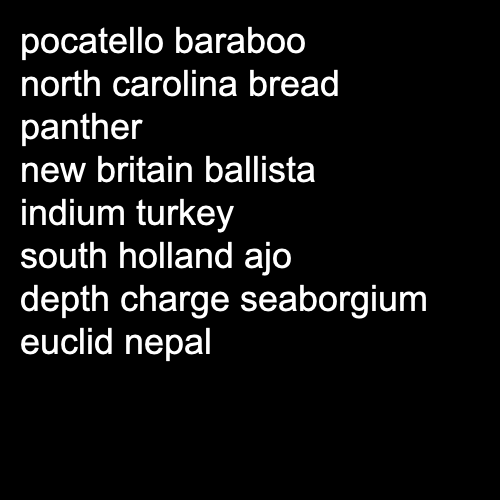 pocatello baraboo
north carolina bread
panther
new britain ballista
indium turkey
south holland ajo
depth charge seaborgium
euclid nepal